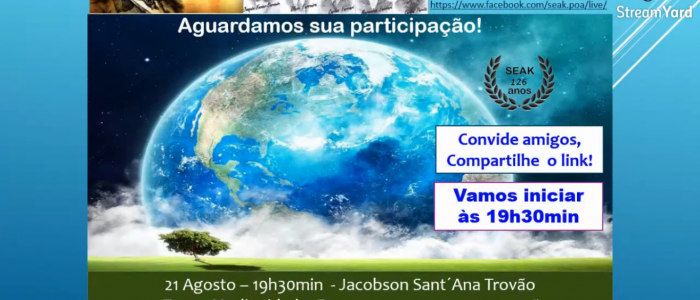 https://www.facebook.com/seak.poa/live/
StreamYard
Aguardamos sua participação!
SEAK
126
anos
Convide amigos,
Compartilhe o link!
Vamos iniciar
às 19h30min
21 Agosto – 19h30min - Jacobson Sant´Ana Trovão